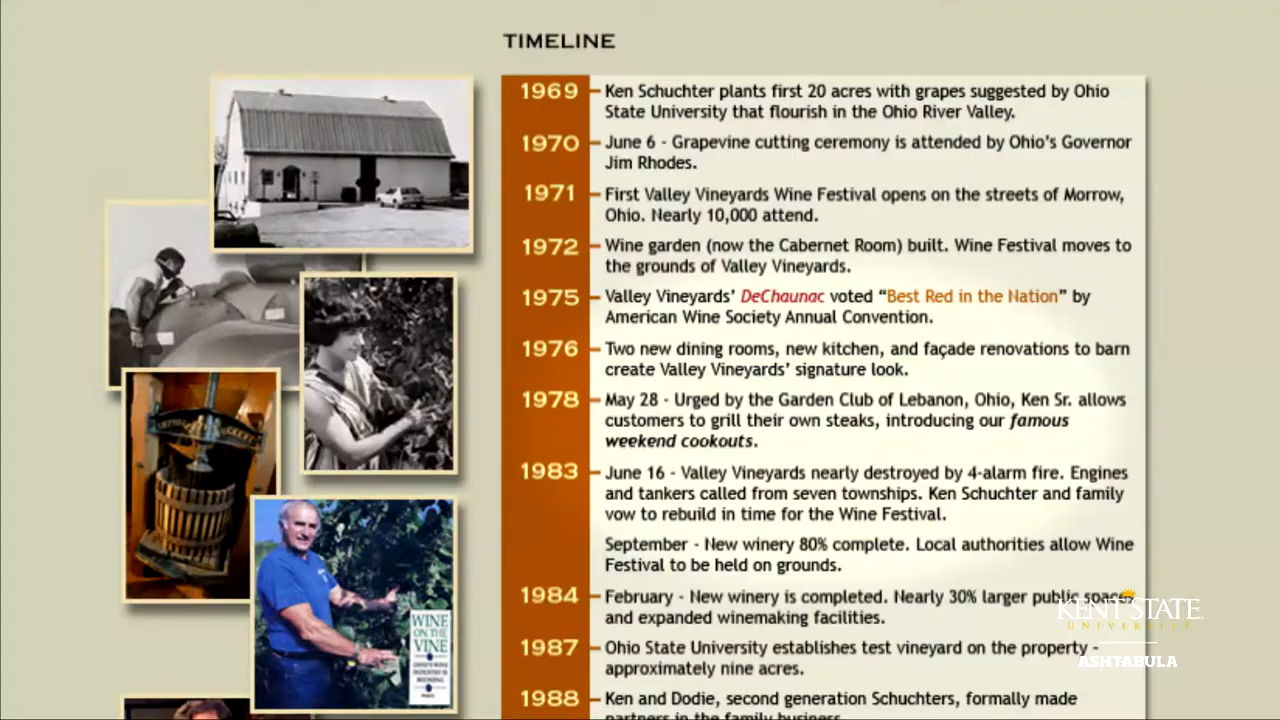 TIMELINE
1969 Ken Schuchter plants first 20 acres with grapes suggested by Ohio
State University that flourish in the Ohio River Valley.
1970 June 6 - Grapevine cutting ceremony is attended by Ohio's Governor
Jim Rhodes.
1971 First Valley Vineyards Wine Festival opens on the streets of Morrow,
Ohio. Nearly 10,000 attend.
1972 Wine garden (now the Cabernet Room) built. Wine Festival moves to
the grounds of Valley Vineyards.
1975 Valley Vineyards' DeChaunac voted “Best Red in the Nation” by
American Wine Society Annual Convention.
1976 Two new dining rooms, new kitchen, and façade renovations to barn
create Valley Vineyards' signature look.
1978 May 28 - Urged by the Garden Club of Lebanon, Ohio, Ken Sr. allows
customers to grill their own steaks, introducing our famous
weekend cookouts.
1983 June 16 - Valley Vineyards nearly destroyed by 4-alarm fire. Engines
and tankers called from seven townships. Ken Schuchter and family
vow to rebuild in time for the Wine Festival.
September - New winery 80% complete. Local authorities allow Wine
Festival to be held on grounds.
1984 February - New winery is completed. Nearly 30% larger public space
and expanded winemaking facilities.
1987 Ohio State University establishes test vineyard on the property -
approximately nine acres.
1988 Ken and Dodie, second generation Schuchters, formally made
partners in the family business.
WINE
ON THE
VINE
KENT STATE
UNIVERSITY
ASHTABULA